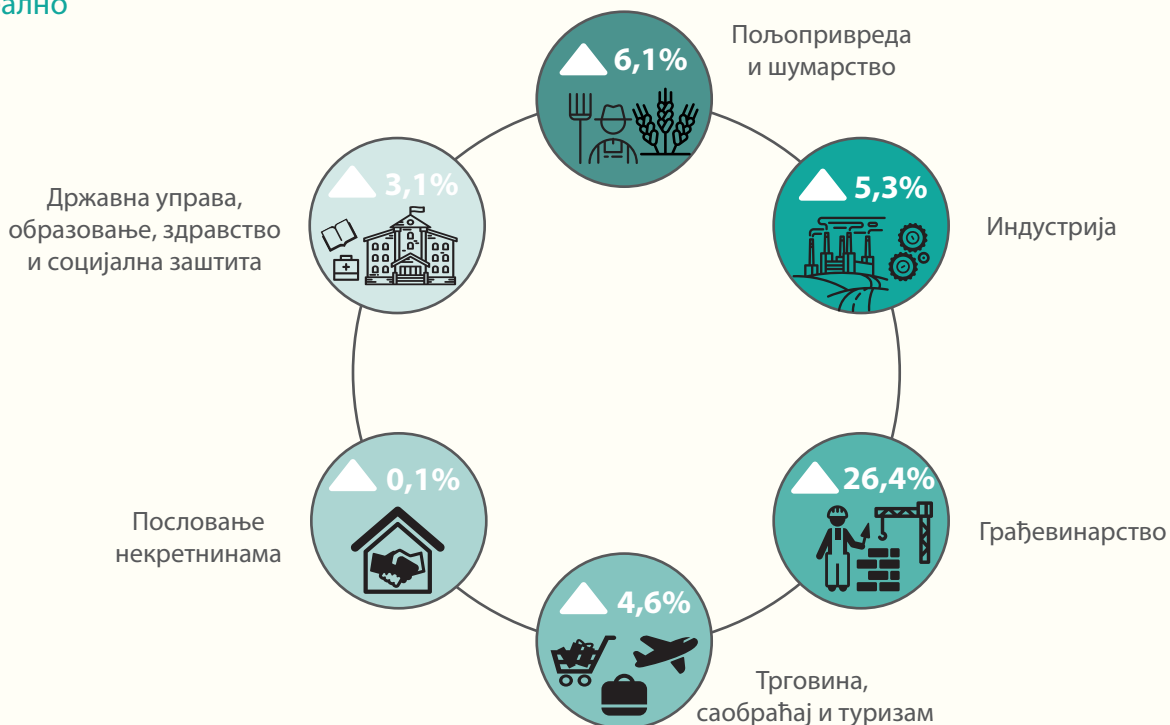 ално
6,1%
Пољопривреда
и шумарство
5,3%
Индустрија
26,4%
Грађевинарство
4,6%
Трговина,
саобраћај и туризам
0,1%
Пословање
некретнинама
3,1%
Државна управа,
образовање, здравство
и социјална заштита